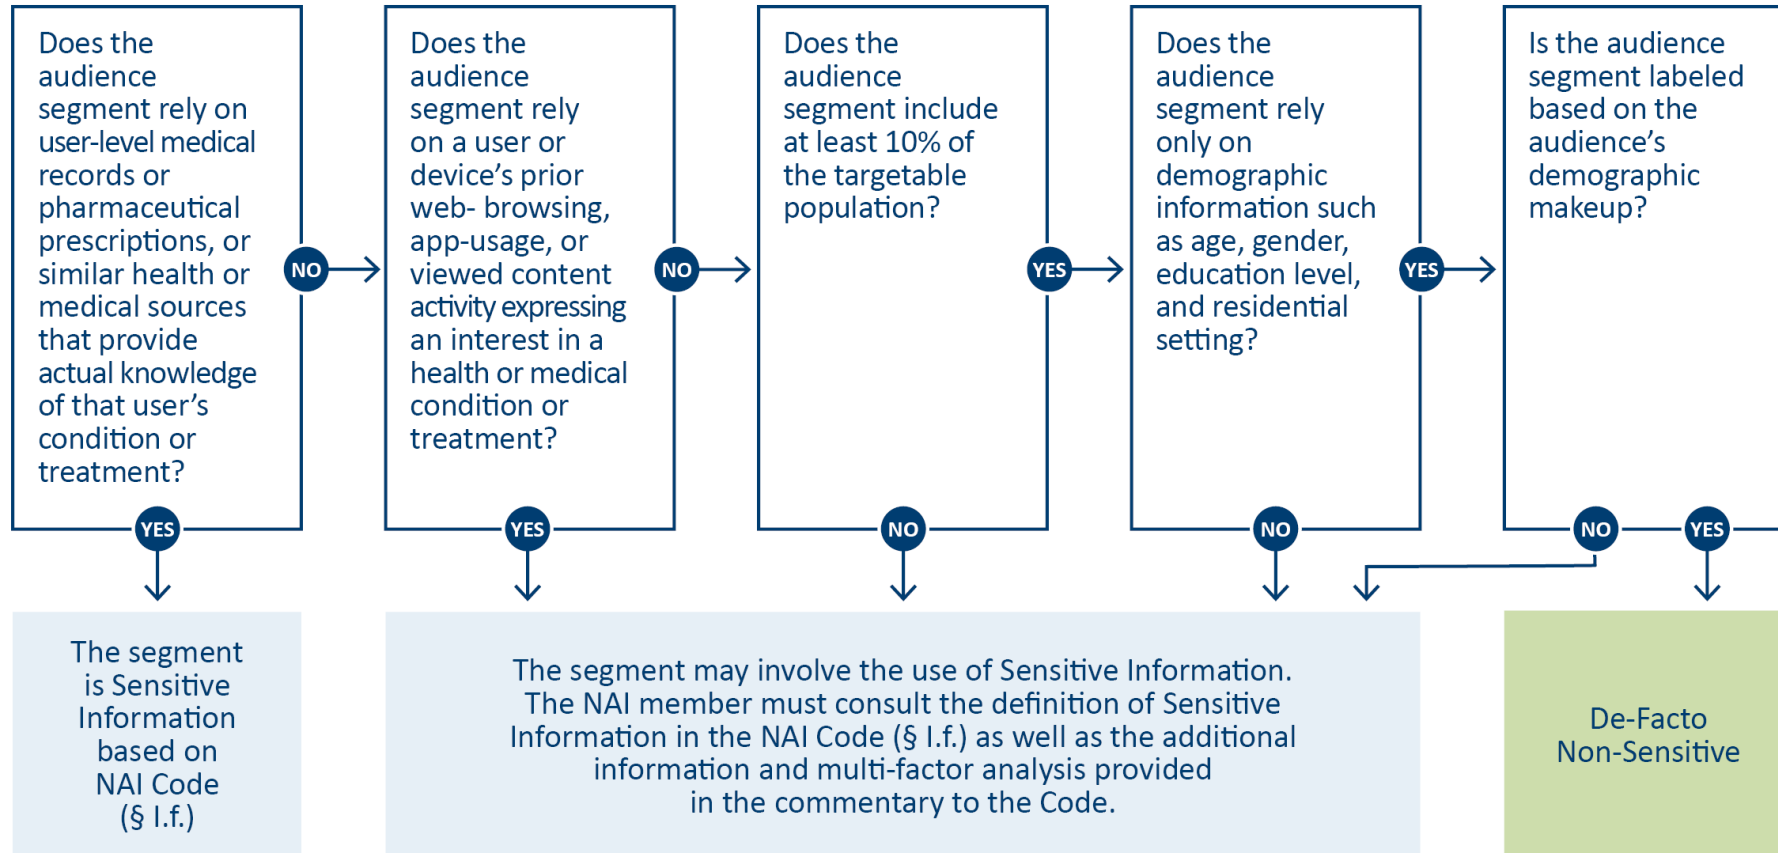 Does the
audience
segment rely on
user-level medical
records or
pharmaceutical
prescriptions, or
similar health or
medical sources
that provide
actual knowledge
of that user’s
condition or
treatment?
NO
YES
Does the
audience
segment rely
on a user or
device’s prior
web- browsing,
app-usage, or
viewed content
activity expressing
an interest in a
health or medical
condition or
treatment?
NO
YES
Does the
audience
segment include
at least 10% of
the targetable
population?
YES
NO
Does the
audience
segment rely
only on
demographic
information such
as age, gender,
education level,
and residential
setting?
YES
NO
Is the audience
segment labeled
based on the
audience’s
demographic
makeup?
NO
YES
The segment
is Sensitive
Information
based on
NAI Code
(§ I.f.)
The segment may involve the use of Sensitive Information.
The NAI member must consult the definition of Sensitive
Information in the NAI Code (§ I.f.) as well as the additional
information and multi-factor analysis provided
in the commentary to the Code.
De-Facto
Non-Sensitive